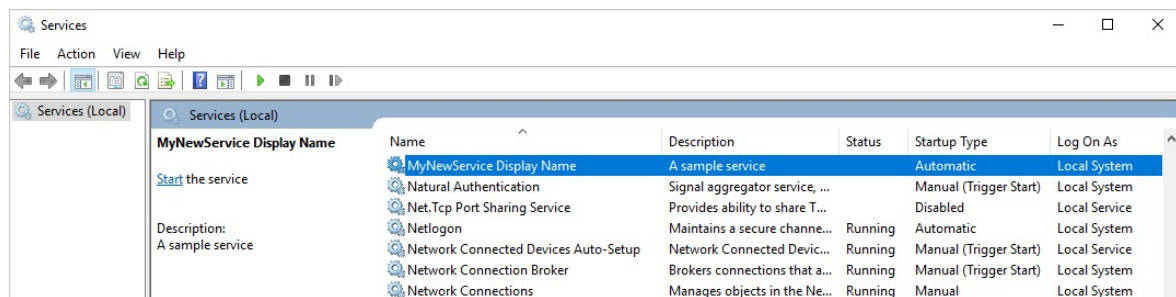 Services
File Action View Help
Services (Local)
Services (Local)
MyNewService Display Name
Start the service
Description:
A sample service
Name Description Status Startup Type Log On As
MyNewService Display Name A sample service Automatic Local System
Natural Authentication Signal aggregator service, ... Manual (Trigger Start) Local System
Net.Tcp Port Sharing Service Provides ability to share T... Disabled Local Service
Netlogon Maintains a secure channe... Running Automatic Local System
Network Connected Devices Auto-Setup Network Connected Devic... Running Manual (Trigger Start) Local Service
Network Connection Broker Brokers connections that a... Running Manual (Trigger Start) Local System
Network Connections Manages objects in the Ne... Running Manual Local System